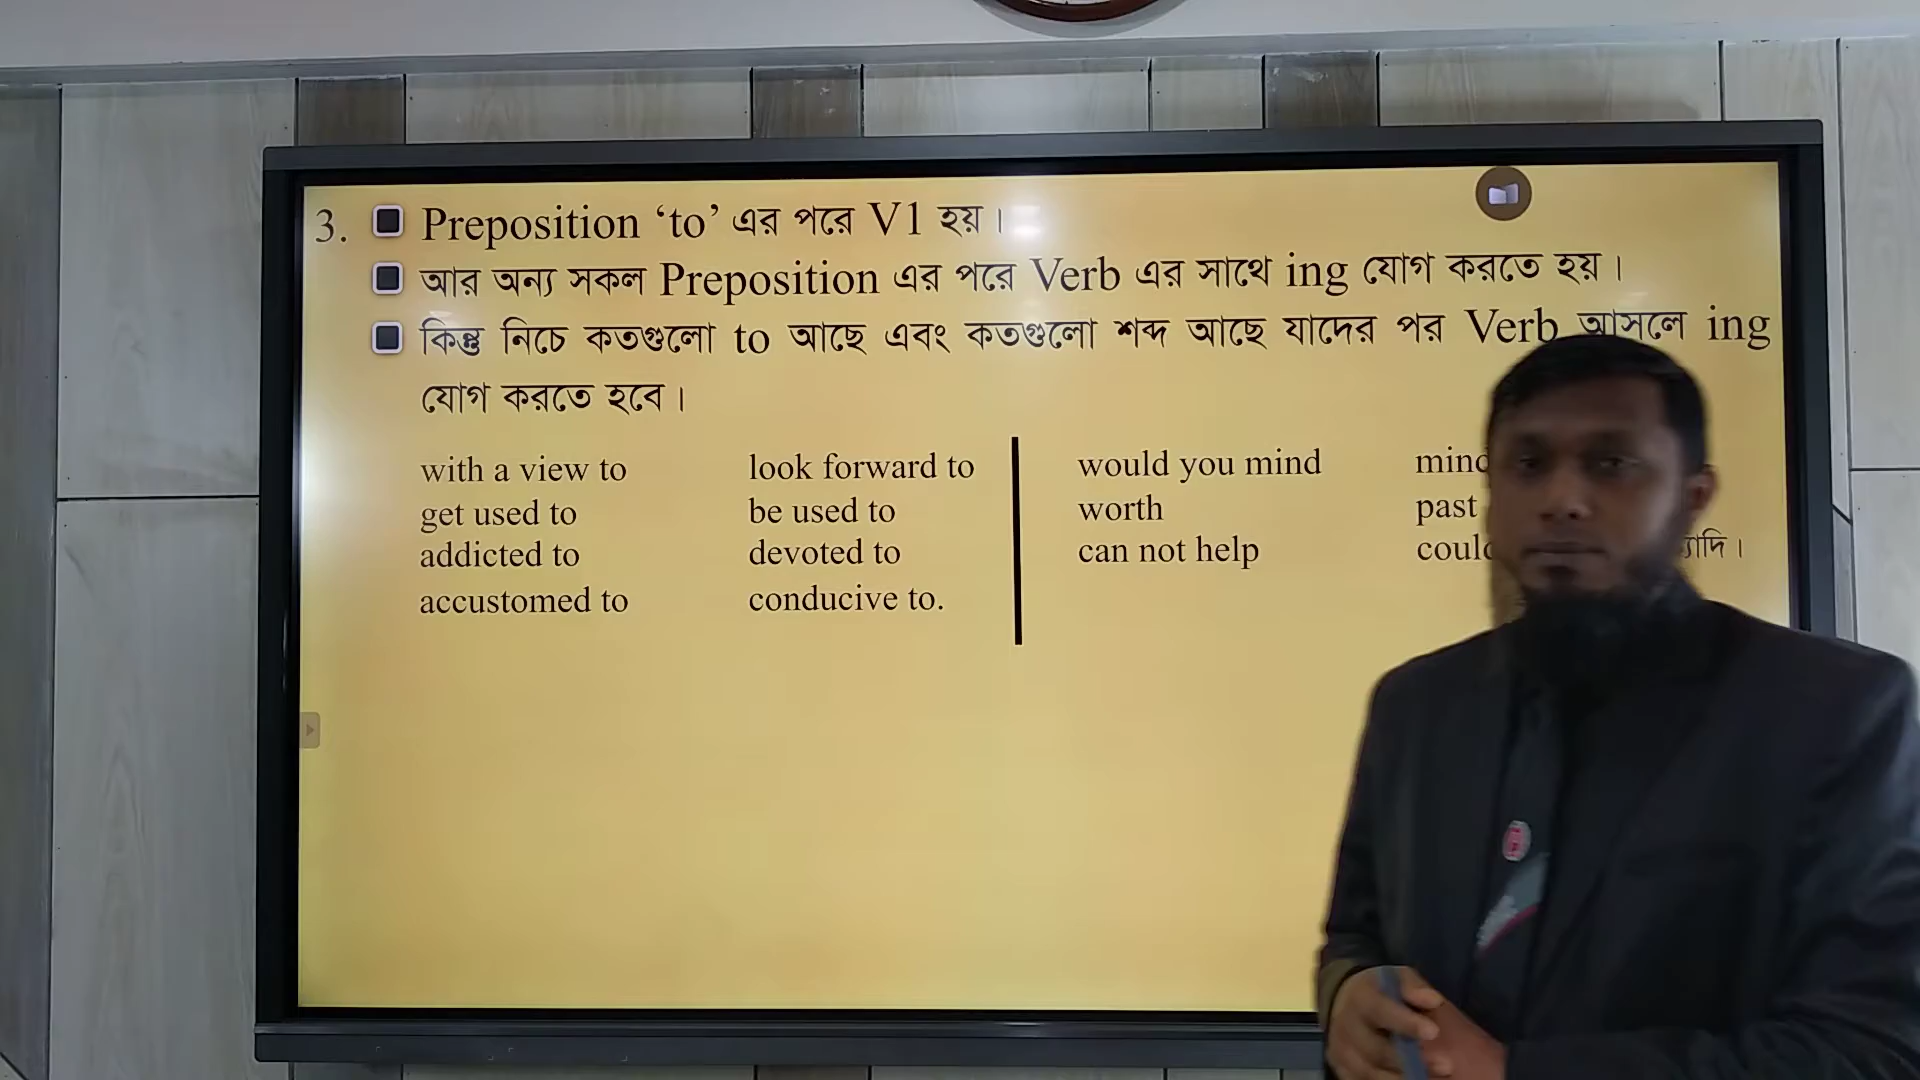 3. Preposition ‘to’ এর পরে V1 হয়।
আর অন্য সকল Preposition এর পরে Verb এর সাথে ing যোগ করতে হয়।
কিন্তু নিচে কতগুলো to আছে এবং কতগুলো শব্দ আছে যাদের পর Verb আসলে ing
যোগ করতে হবে।
with a view to look forward to would you mind
get used to be used to worth past
addicted to devoted to can not help
accustomed to conducive to.